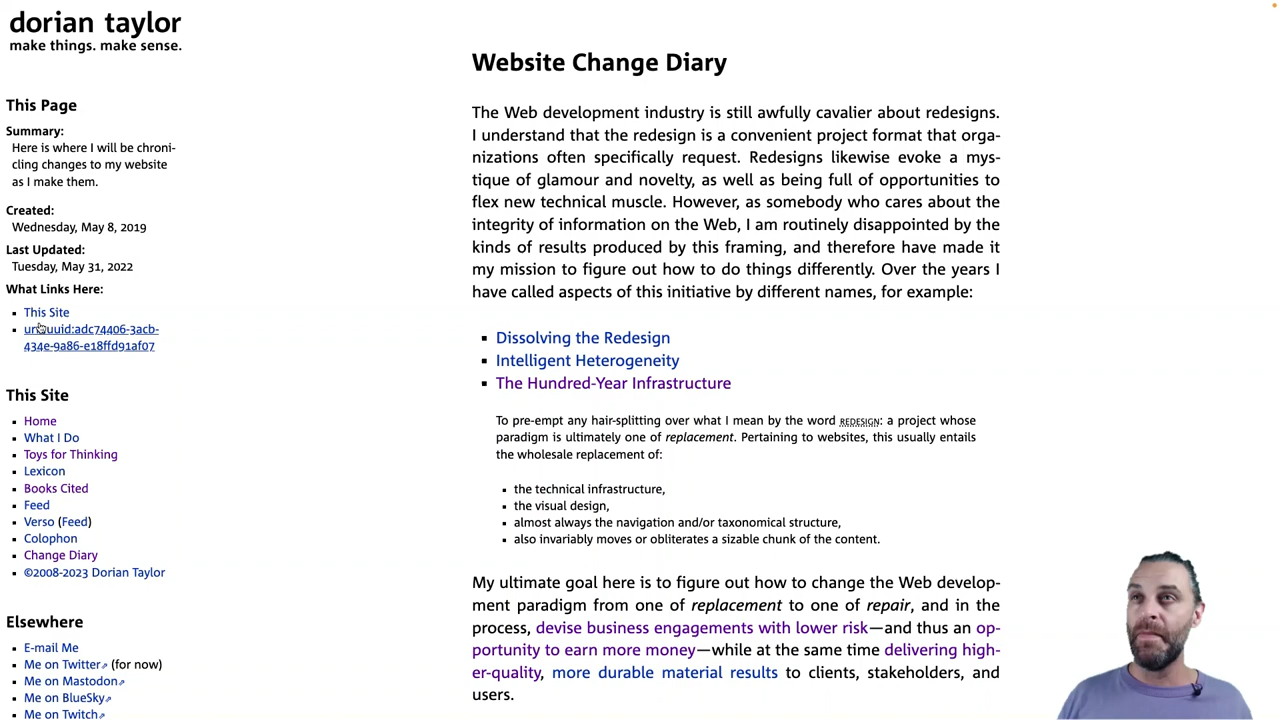 dorian taylor
make things. make sense.
This Page
Summary:
Here is where I will be chroni-
cling changes to my website
as I make them.
Created:
Wednesday, May 8, 2019
Last Updated:
Tuesday, May 31, 2022
What Links Here:
This Site
urn:uuid:adc74406-3acb-
434e-9a86-e18ffd91af07
This Site
Home
What I Do
Toys for Thinking
Lexicon
Books Cited
Feed
Verso (Feed)
Colophon
Change Diary
©2008-2023 Dorian Taylor
Elsewhere
E-mail Me
Me on Twitter (for now)
Me on Mastodon
Me on BlueSky
Me on Twitch
Website Change Diary
The Web development industry is still awfully cavalier about redesigns.
I understand that the redesign is a convenient project format that orga-
nizations often specifically request. Redesigns likewise evoke a mys-
tique of glamour and novelty, as well as being full of opportunities to
flex new technical muscle. However, as somebody who cares about the
integrity of information on the Web, I am routinely disappointed by the
kinds of results produced by this framing, and therefore have made it
my mission to figure out how to do things differently. Over the years I
have called aspects of this initiative by different names, for example:
Dissolving the Redesign
Intelligent Heterogeneity
The Hundred-Year Infrastructure
To pre-empt any hair-splitting over what I mean by the word REDESIGN: a project whose
paradigm is ultimately one of replacement. Pertaining to websites, this usually entails
the wholesale replacement of:
the technical infrastructure,
the visual design,
almost always the navigation and/or taxonomical structure,
also invariably moves or obliterates a sizable chunk of the content.
My ultimate goal here is to figure out how to change the Web develop-
ment paradigm from one of replacement to one of repair, and in the
process, devise business engagements with lower risk—and thus an op-
portunity to earn more money—while at the same time delivering high-
er-quality, more durable material results to clients, stakeholders, and
users.